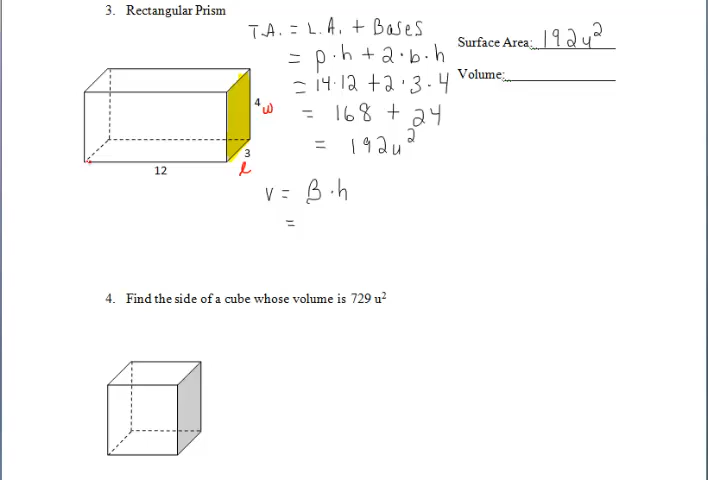 3. Rectangular Prism
T.A. = L.A. + Bases
= p·h + 2·b·h
= 14·12 + 2·3·4
= 168 + 24
= 192u²
Surface Area: 192u²
Volume:
4 w
3
l
12
V = B·h
=
4. Find the side of a cube whose volume is 729 u²